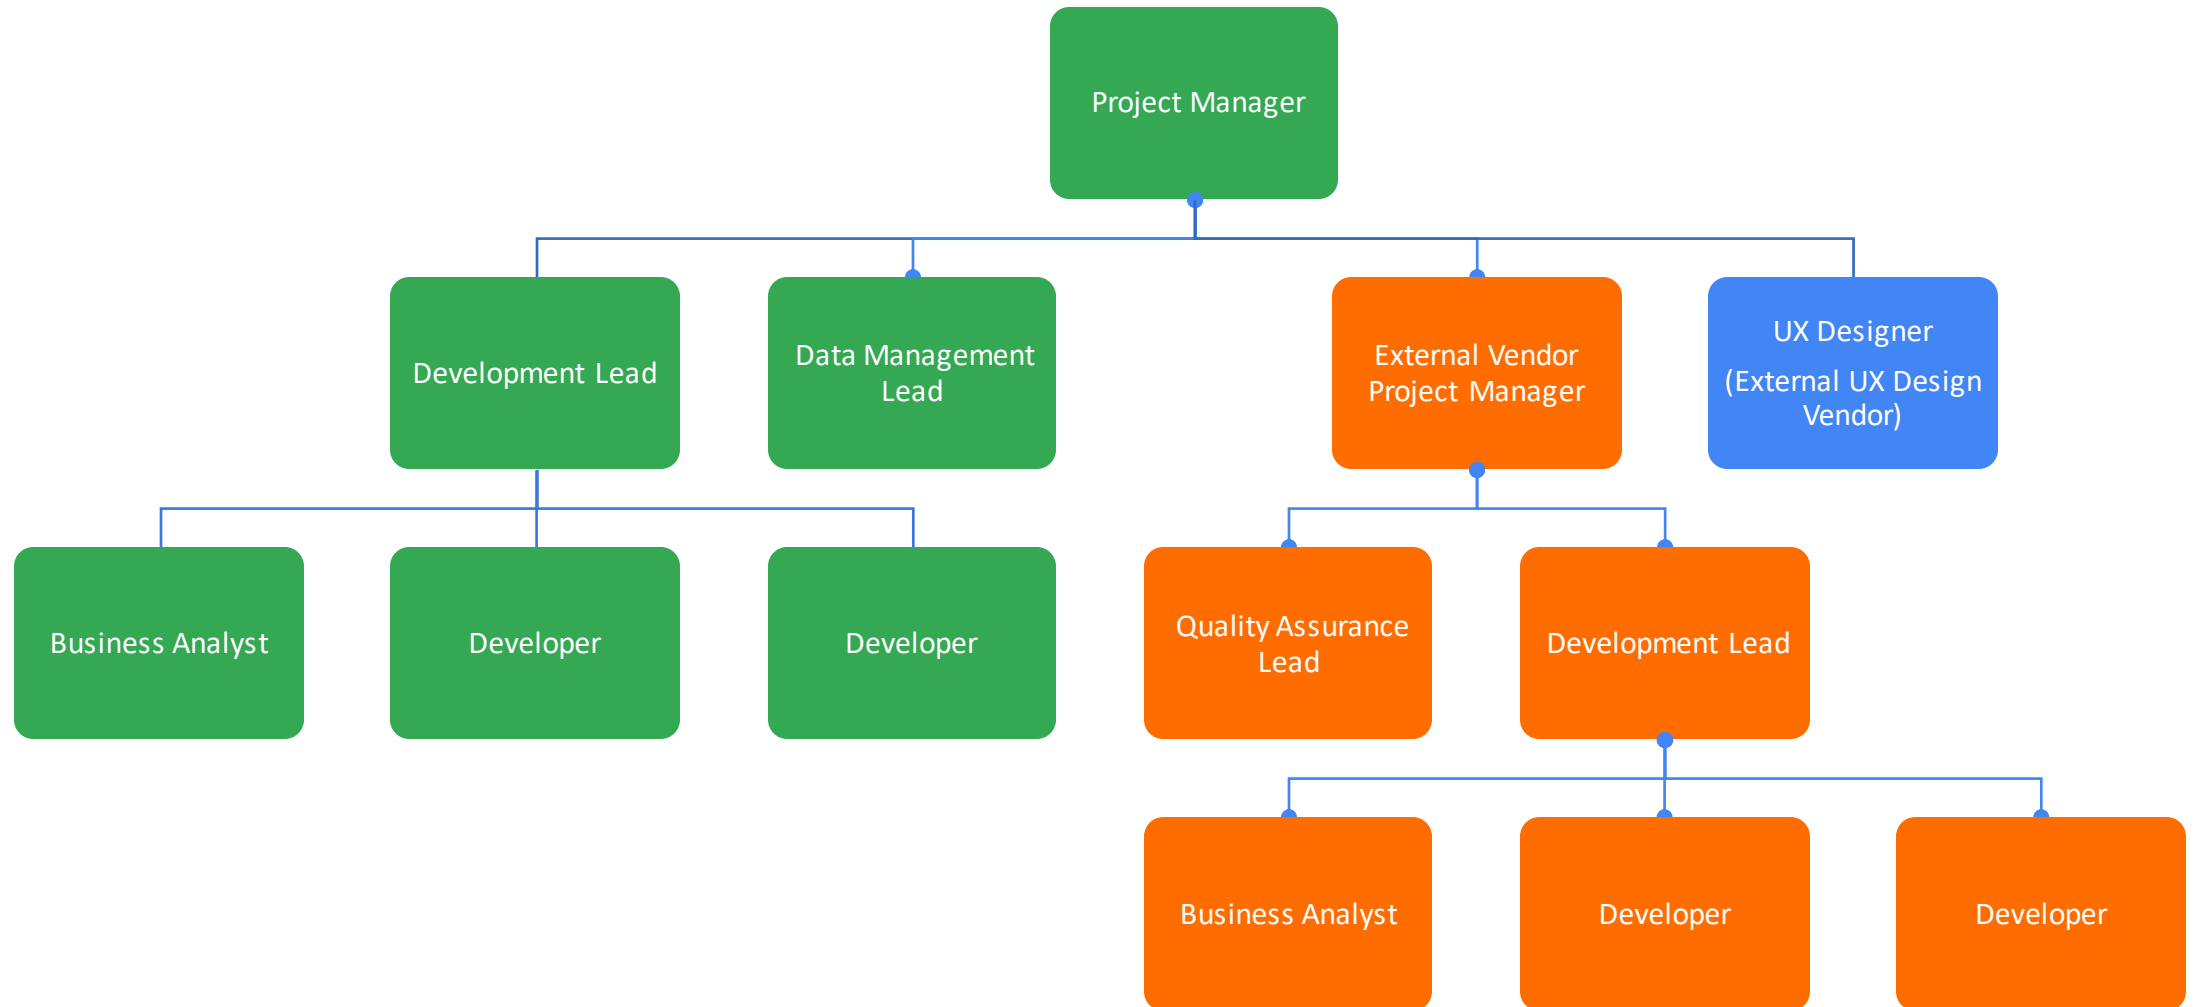 Project Manager
Development Lead
Data Management
Lead
External Vendor
Project Manager
UX Designer
(External UX Design
Vendor)
Business Analyst
Developer
Developer
Quality Assurance
Lead
Development Lead
Business Analyst
Developer
Developer